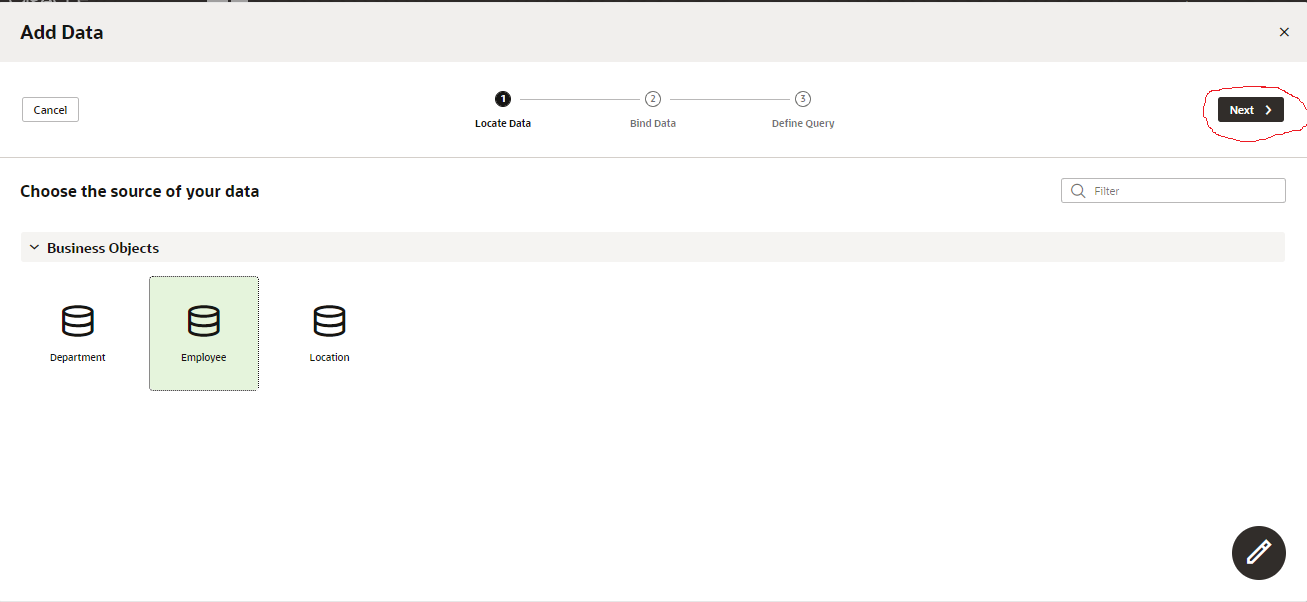 Add Data
Cancel
1
2
3
Next
Locate Data
Bind Data
Define Query
Choose the source of your data
Filter
Business Objects
Department
Employee
Location